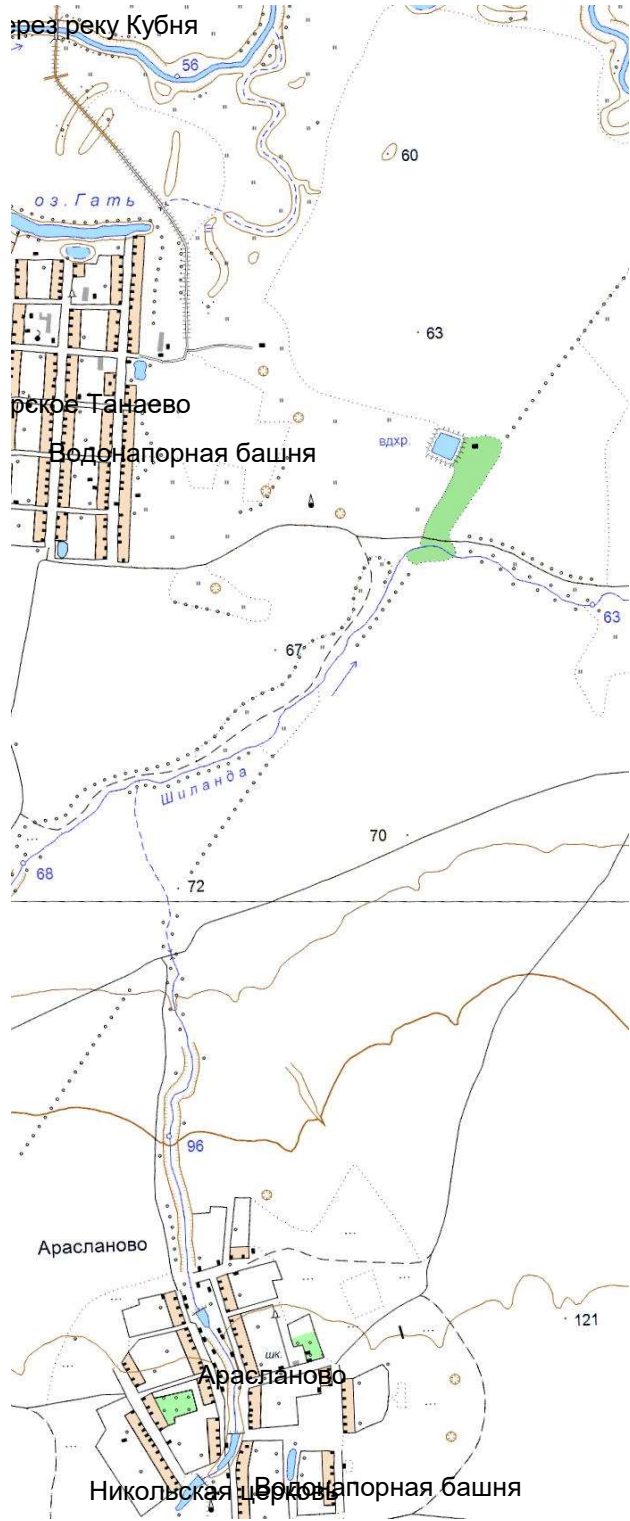 ерез реку Кубня
56
60
оз. Гать
63
рское Танаево
вдхр.
Водонапорная башня
63
67
Шиланда
70
68
72
96
Арасланово
121
шк.
Арасланово
Никольская церковь
Водонапорная башня